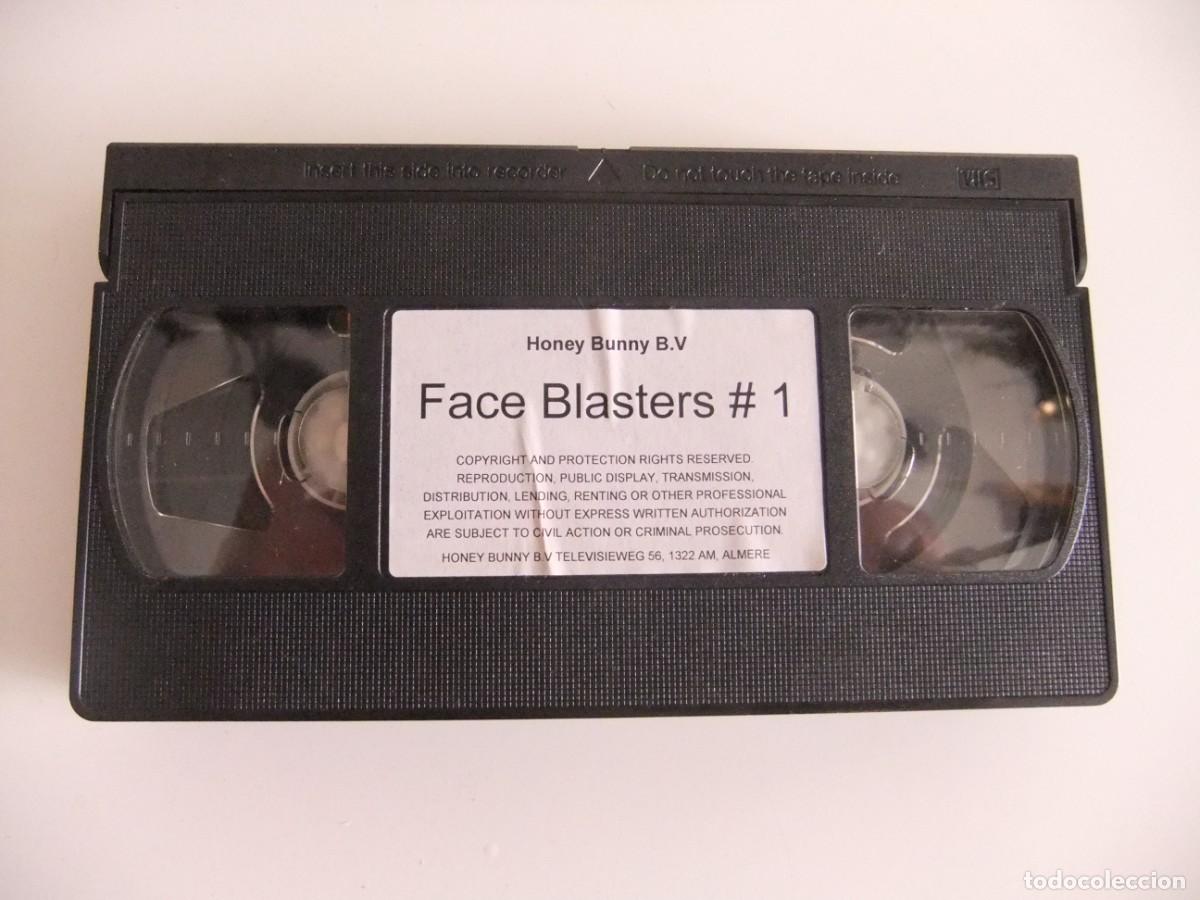 Insert this side into recorder Do not touch the tape inside VHS
Honey Bunny B.V
Face Blasters # 1
COPYRIGHT AND PROTECTION RIGHTS RESERVED.
REPRODUCTION, PUBLIC DISPLAY, TRANSMISSION,
DISTRIBUTION, LENDING, RENTING OR OTHER PROFESSIONAL
EXPLOITATION WITHOUT EXPRESS WRITTEN AUTHORIZATION
ARE SUBJECT TO CIVIL ACTION OR CRIMINAL PROSECUTION.
HONEY BUNNY B.V TELEVISIEWEG 56, 1322 AM, ALMERE
todocoleccion